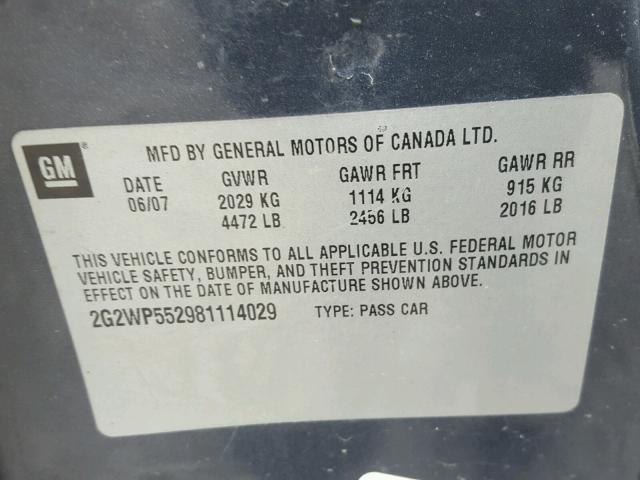 GM ®
MFD BY GENERAL MOTORS OF CANADA LTD.
DATE GVWR GAWR FRT GAWR RR
06/07 2029 KG 1114 KG 915 KG
4472 LB 2456 LB 2016 LB
THIS VEHICLE CONFORMS TO ALL APPLICABLE U.S. FEDERAL MOTOR
VEHICLE SAFETY, BUMPER, AND THEFT PREVENTION STANDARDS IN
EFFECT ON THE DATE OF MANUFACTURE SHOWN ABOVE.
2G2WP552981114029 TYPE: PASS CAR